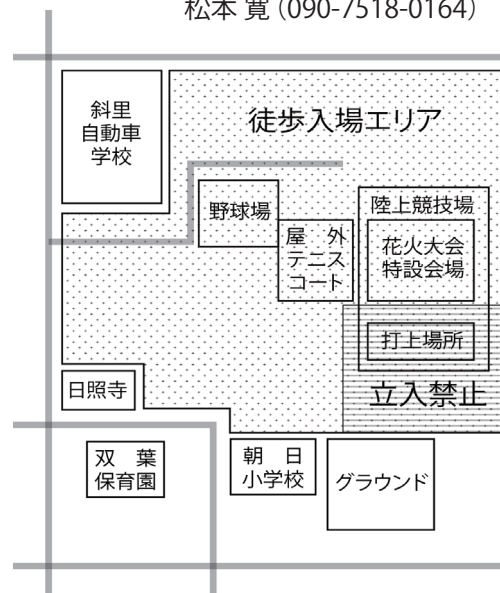 松本 寛（090-7518-0164）
斜里
自動車
学校
徒歩入場エリア
野球場
陸上競技場
屋　外
テニス
コート
花火大会
特設会場
打上場所
日照寺
立入禁止
双　葉
保育園
朝　日
小学校
グラウンド